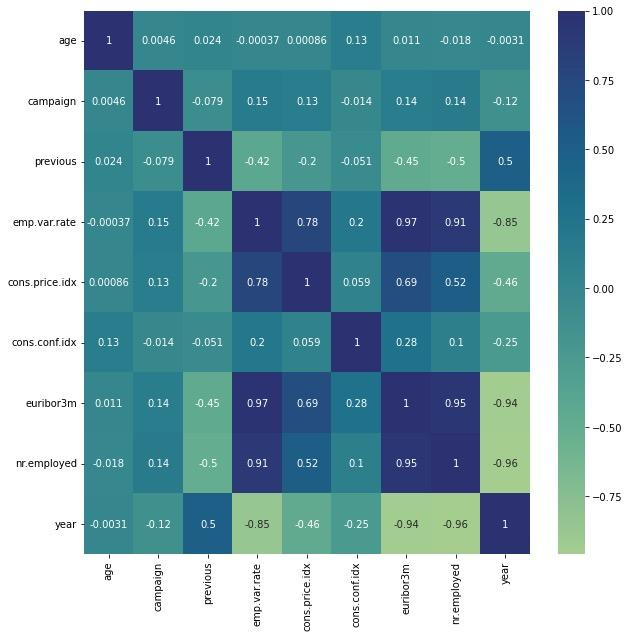 age 1 0.0046 0.024 -0.00037 0.00086 0.13 0.011 -0.018 -0.0031
campaign 0.0046 1 -0.079 0.15 0.13 -0.014 0.14 0.14 -0.12
previous 0.024 -0.079 1 -0.42 -0.2 -0.051 -0.45 -0.5 0.5
emp.var.rate -0.00037 0.15 -0.42 1 0.78 0.2 0.97 0.91 -0.85
cons.price.idx 0.00086 0.13 -0.2 0.78 1 0.059 0.69 0.52 -0.46
cons.conf.idx 0.13 -0.014 -0.051 0.2 0.059 1 0.28 0.1 -0.25
euribor3m 0.011 0.14 -0.45 0.97 0.69 0.28 1 0.95 -0.94
nr.employed -0.018 0.14 -0.5 0.91 0.52 0.1 0.95 1 -0.96
year -0.0031 -0.12 0.5 -0.85 -0.46 -0.25 -0.94 -0.96 1
age campaign previous emp.var.rate cons.price.idx cons.conf.idx euribor3m nr.employed year
1.00
0.75
0.50
0.25
0.00
-0.25
-0.50
-0.75